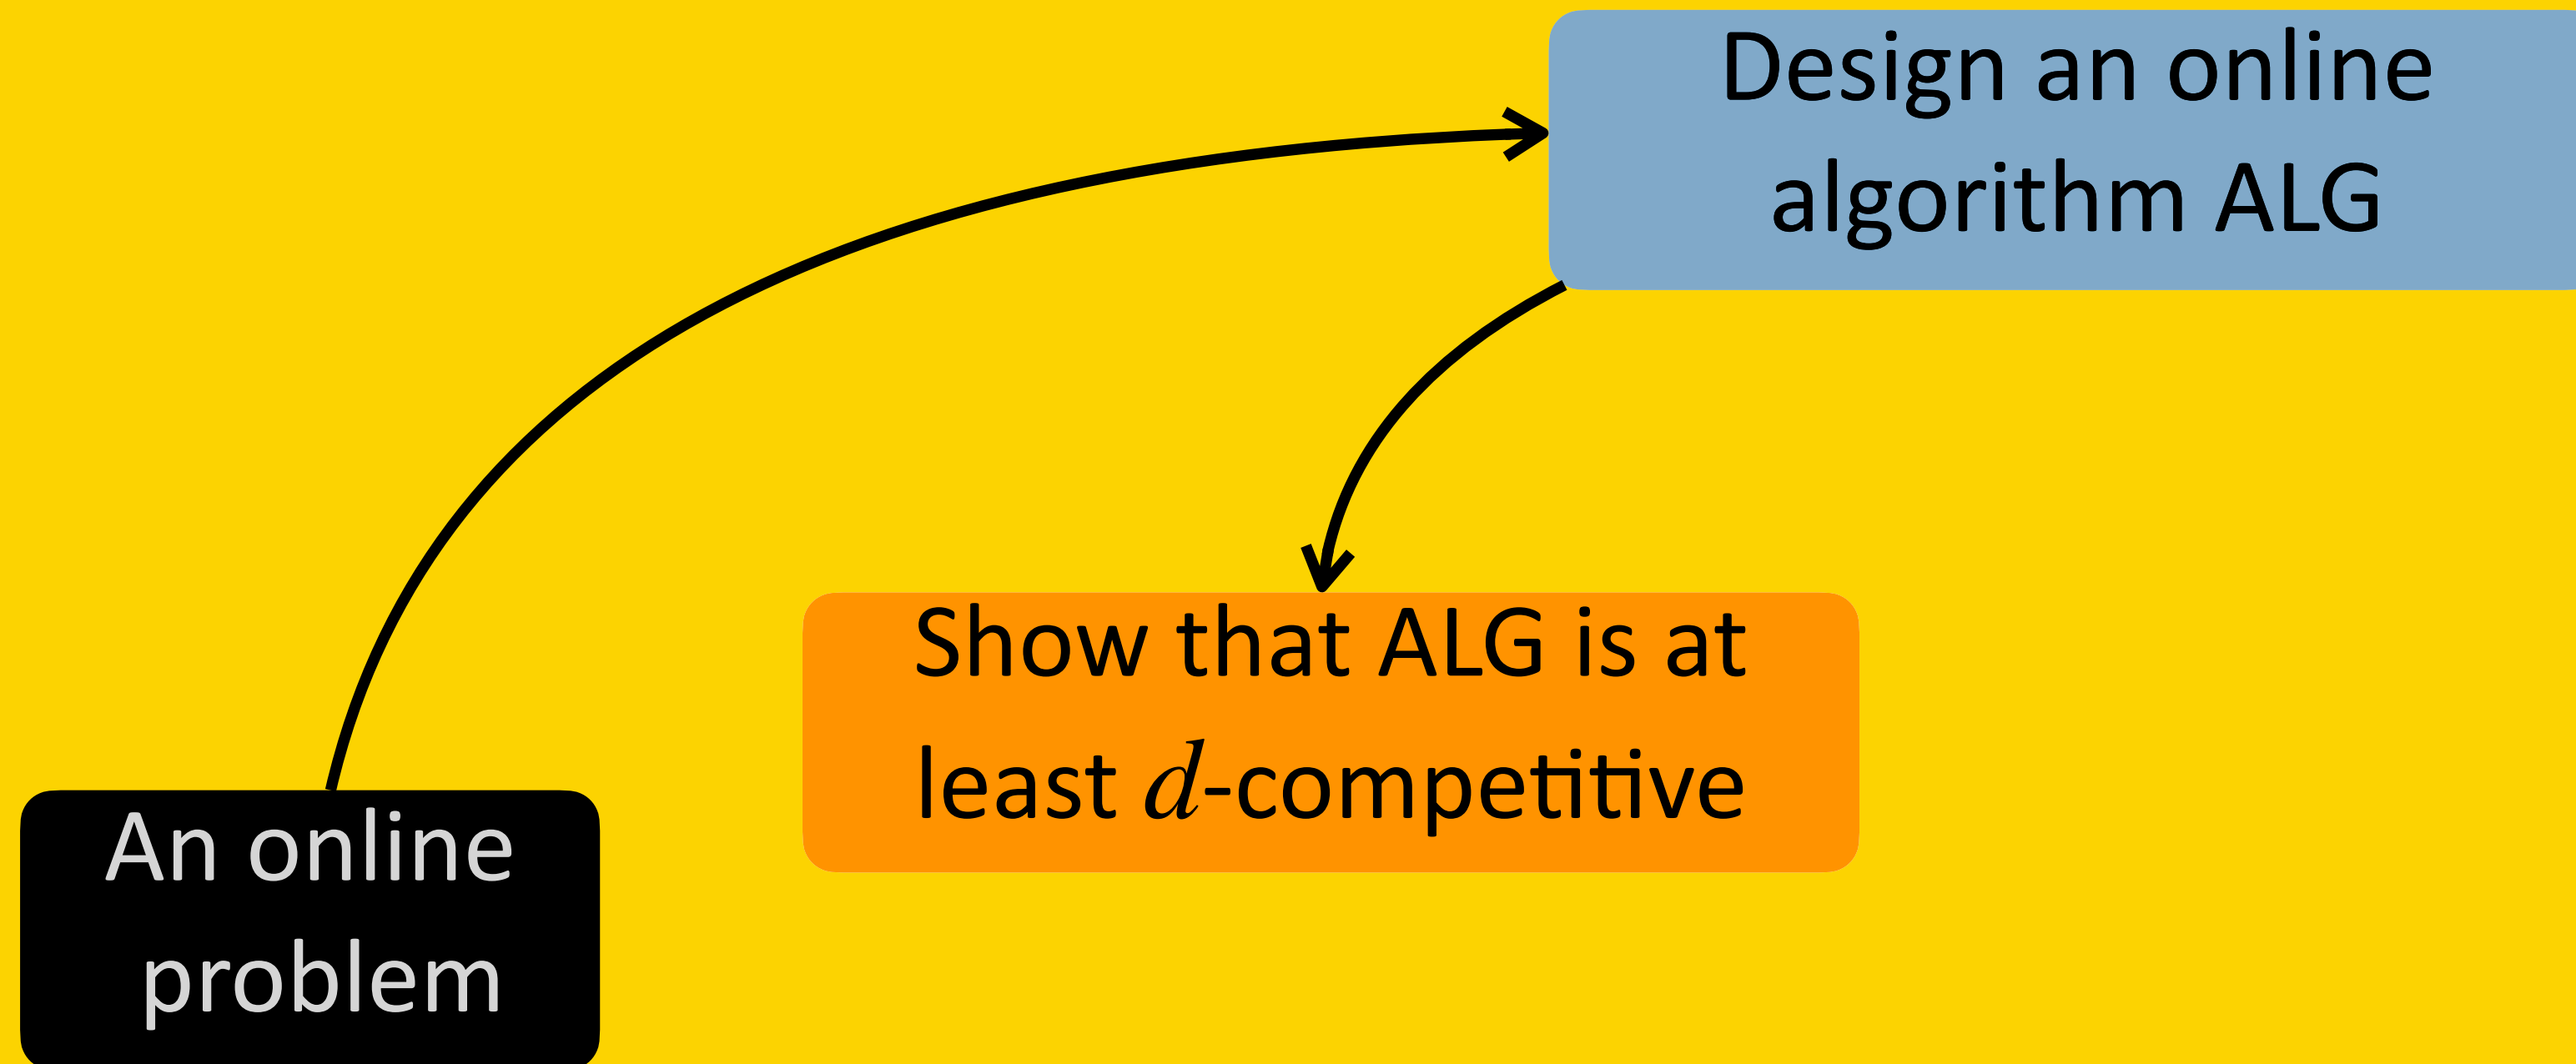 Design an online
algorithm ALG
Show that ALG is at
least d-competitive
An online
problem